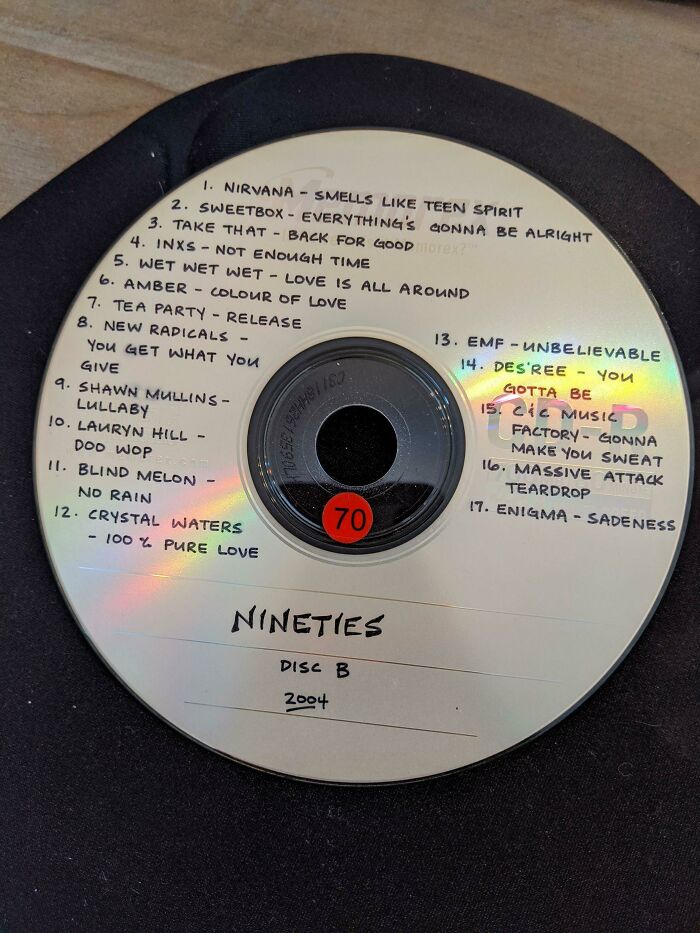 1. NIRVANA - SMELLS LIKE TEEN SPIRIT
2. SWEETBOX - EVERYTHING'S GONNA BE ALRIGHT
3. TAKE THAT - BACK FOR GOOD
4. INXS - NOT ENOUGH TIME
5. WET WET WET - LOVE IS ALL AROUND
6. AMBER - COLOUR OF LOVE
7. TEA PARTY - RELEASE
8. NEW RADICALS -
YOU GET WHAT YOU
GIVE
9. SHAWN MULLINS -
LULLABY
10. LAURYN HILL -
DOO WOP
11. BLIND MELON -
NO RAIN
12. CRYSTAL WATERS
- 100 % PURE LOVE
13. EMF - UNBELIEVABLE
14. DES'REE - YOU
GOTTA BE
15. C & C MUSIC
FACTORY - GONNA
MAKE YOU SWEAT
16. MASSIVE ATTACK
TEARDROP
17. ENIGMA - SADENESS
CD-R
70
NINETIES
DISC B
2004